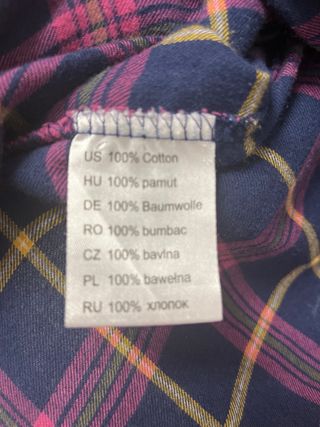 US 100% Cotton
HU 100% pamut
DE 100% Baumwolle
RO 100% bumbac
CZ 100% bavlna
PL 100% bawełna
RU 100% хлопок